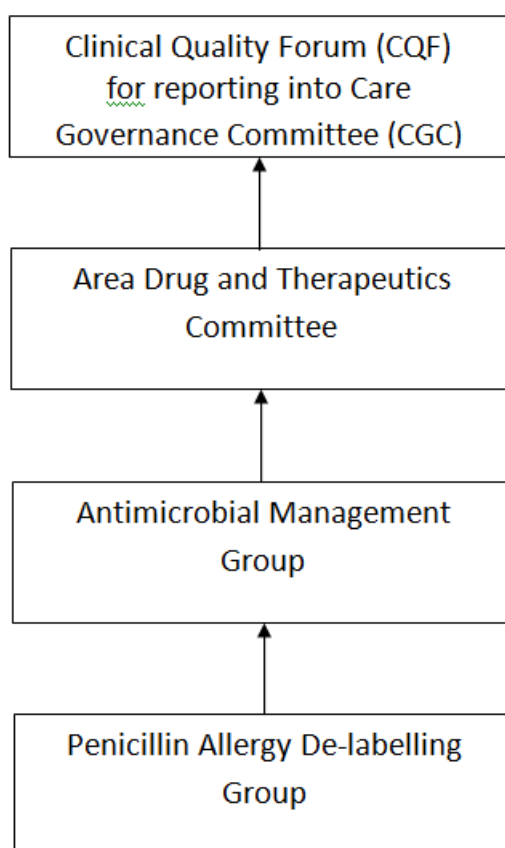 Clinical Quality Forum (CQF)
for reporting into Care
Governance Committee (CGC)
Area Drug and Therapeutics
Committee
Antimicrobial Management
Group
Penicillin Allergy De-labelling
Group